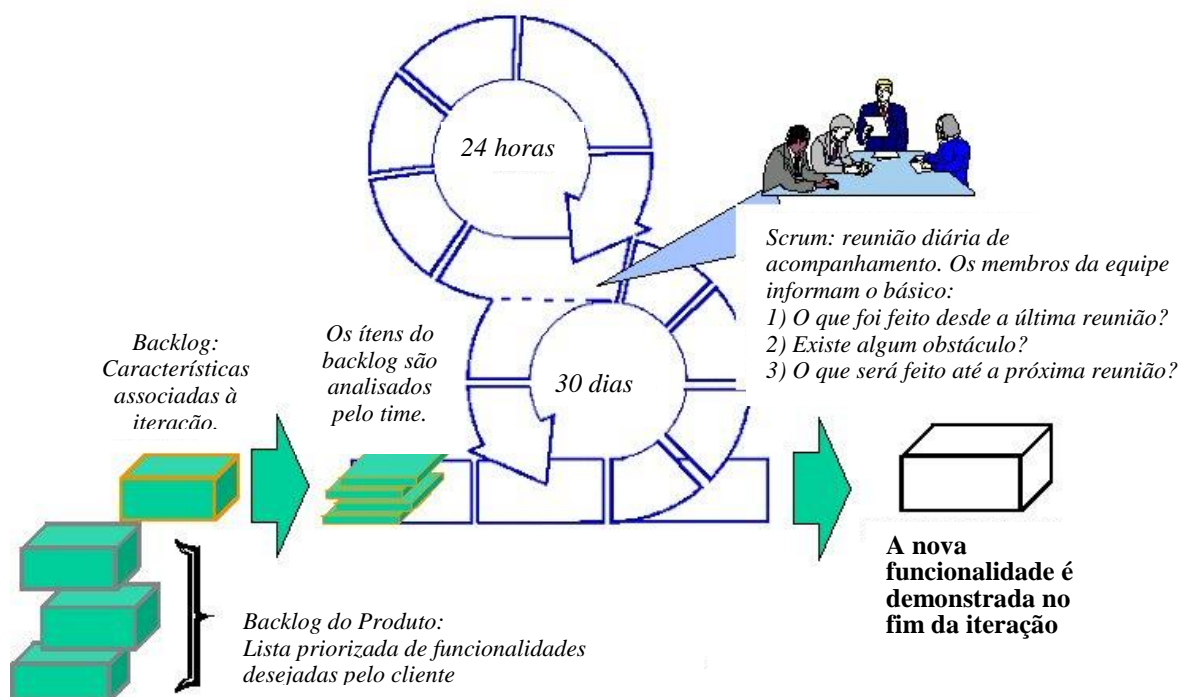 24 horas
Scrum: reunião diária de
acompanhamento. Os membros da equipe
informam o básico:
1) O que foi feito desde a última reunião?
2) Existe algum obstáculo?
3) O que será feito até a próxima reunião?
Backlog:
Características
associadas à
iteração.
Os ítens do
backlog são
analisados
pelo time.
30 dias
A nova
funcionalidade é
demonstrada no
fim da iteração
Backlog do Produto:
Lista priorizada de funcionalidades
desejadas pelo cliente